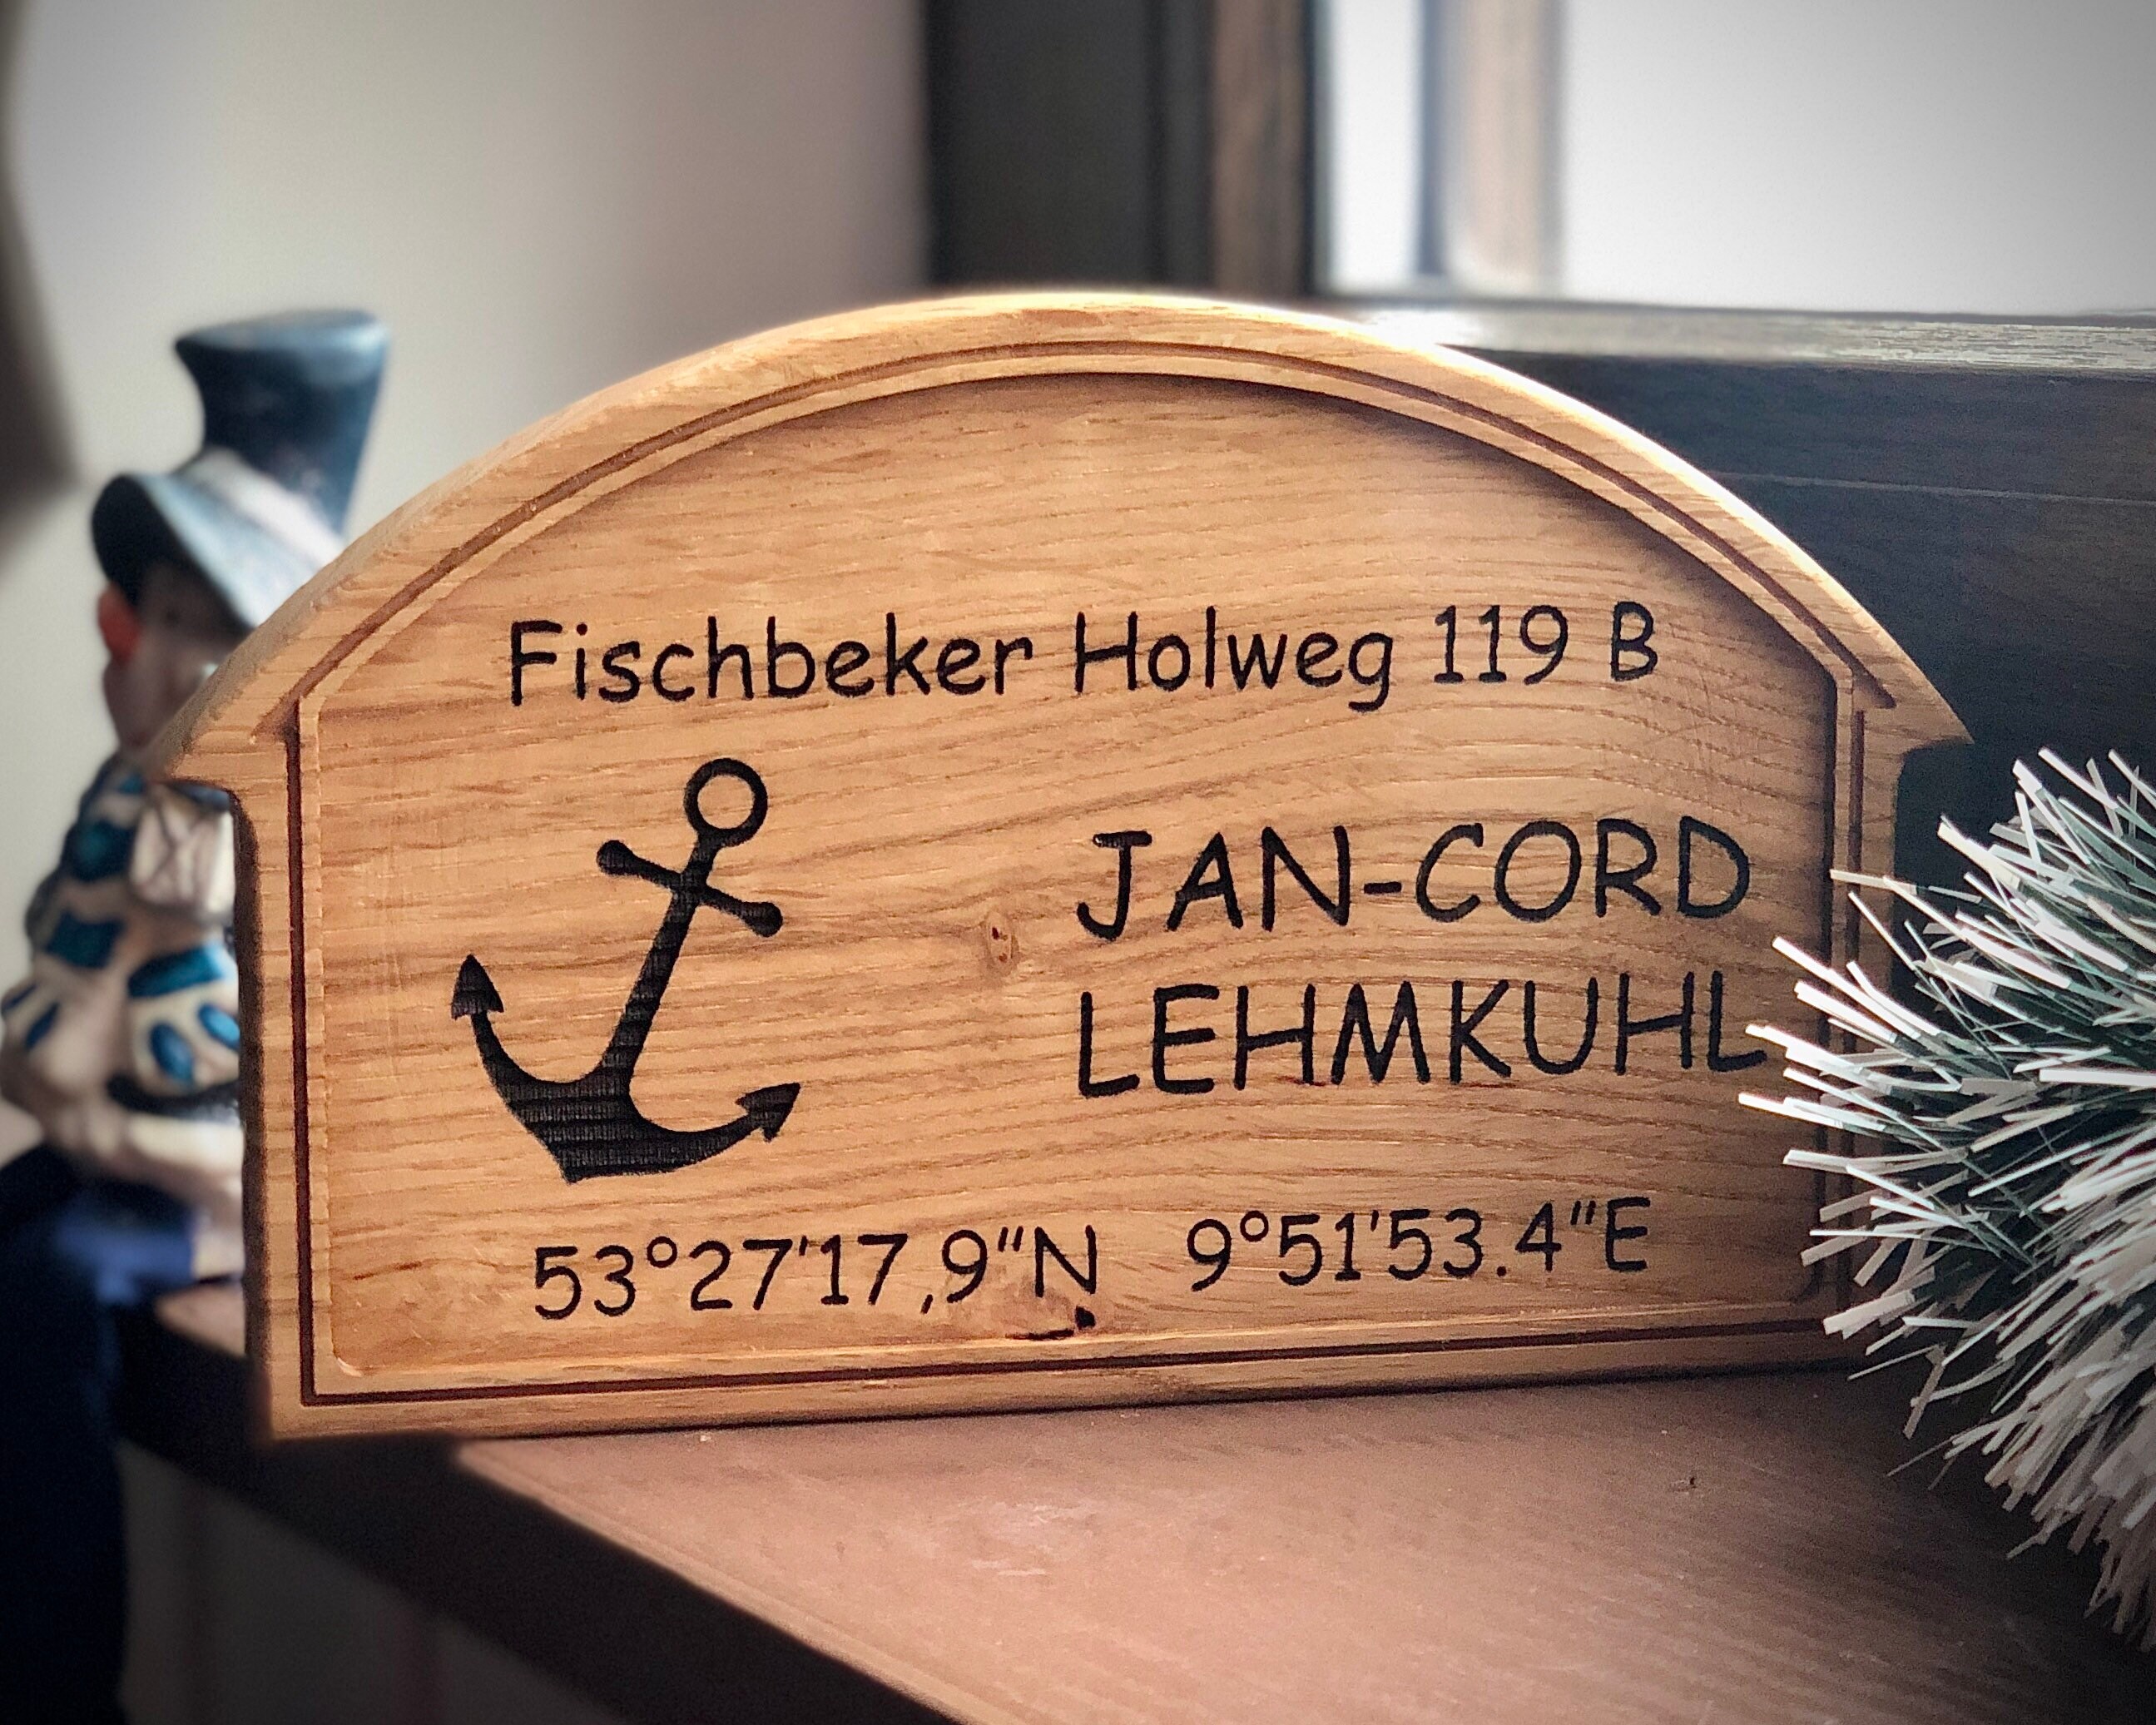 Fischbeker Holweg 119 B
JAN-CORD
LEHMKUHL
53°27'17,9"N 9°51'53.4"E